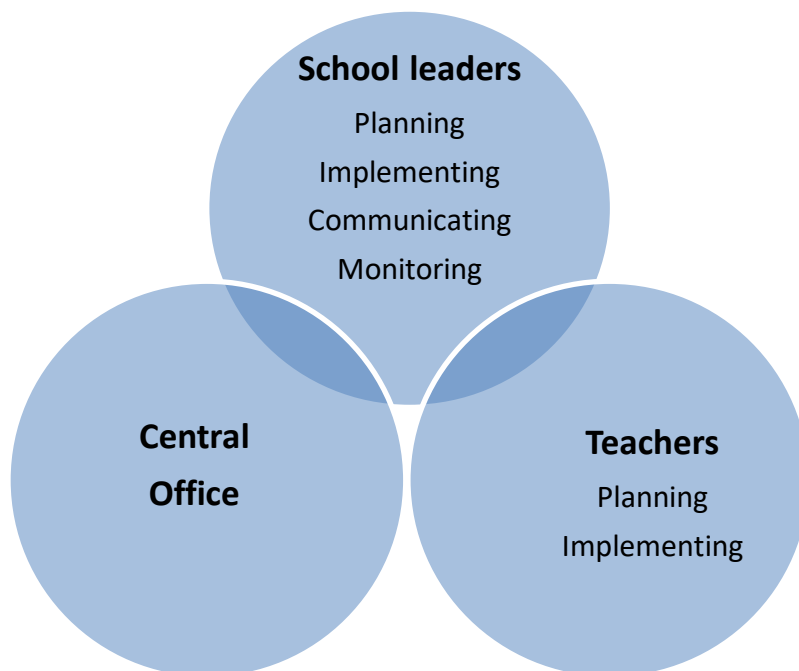 School leaders
Planning
Implementing
Communicating
Monitoring
Central
Office
Teachers
Planning
Implementing